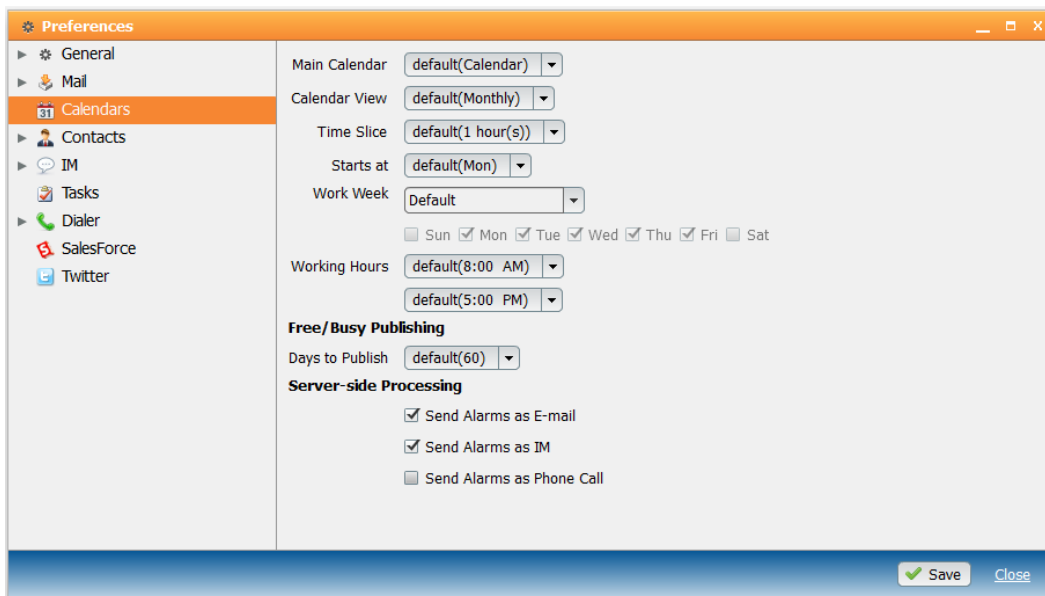 Preferences
General
Mail
31 Calendars
Contacts
IM
Tasks
Dialer
SalesForce
Twitter
Main Calendar default(Calendar)
Calendar View default(Monthly)
Time Slice default(1 hour(s))
Starts at default(Mon)
Work Week Default
Sun Mon Tue Wed Thu Fri Sat
Working Hours default(8:00 AM)
default(5:00 PM)
Free/Busy Publishing
Days to Publish default(60)
Server-side Processing
Send Alarms as E-mail
Send Alarms as IM
Send Alarms as Phone Call
Save Close